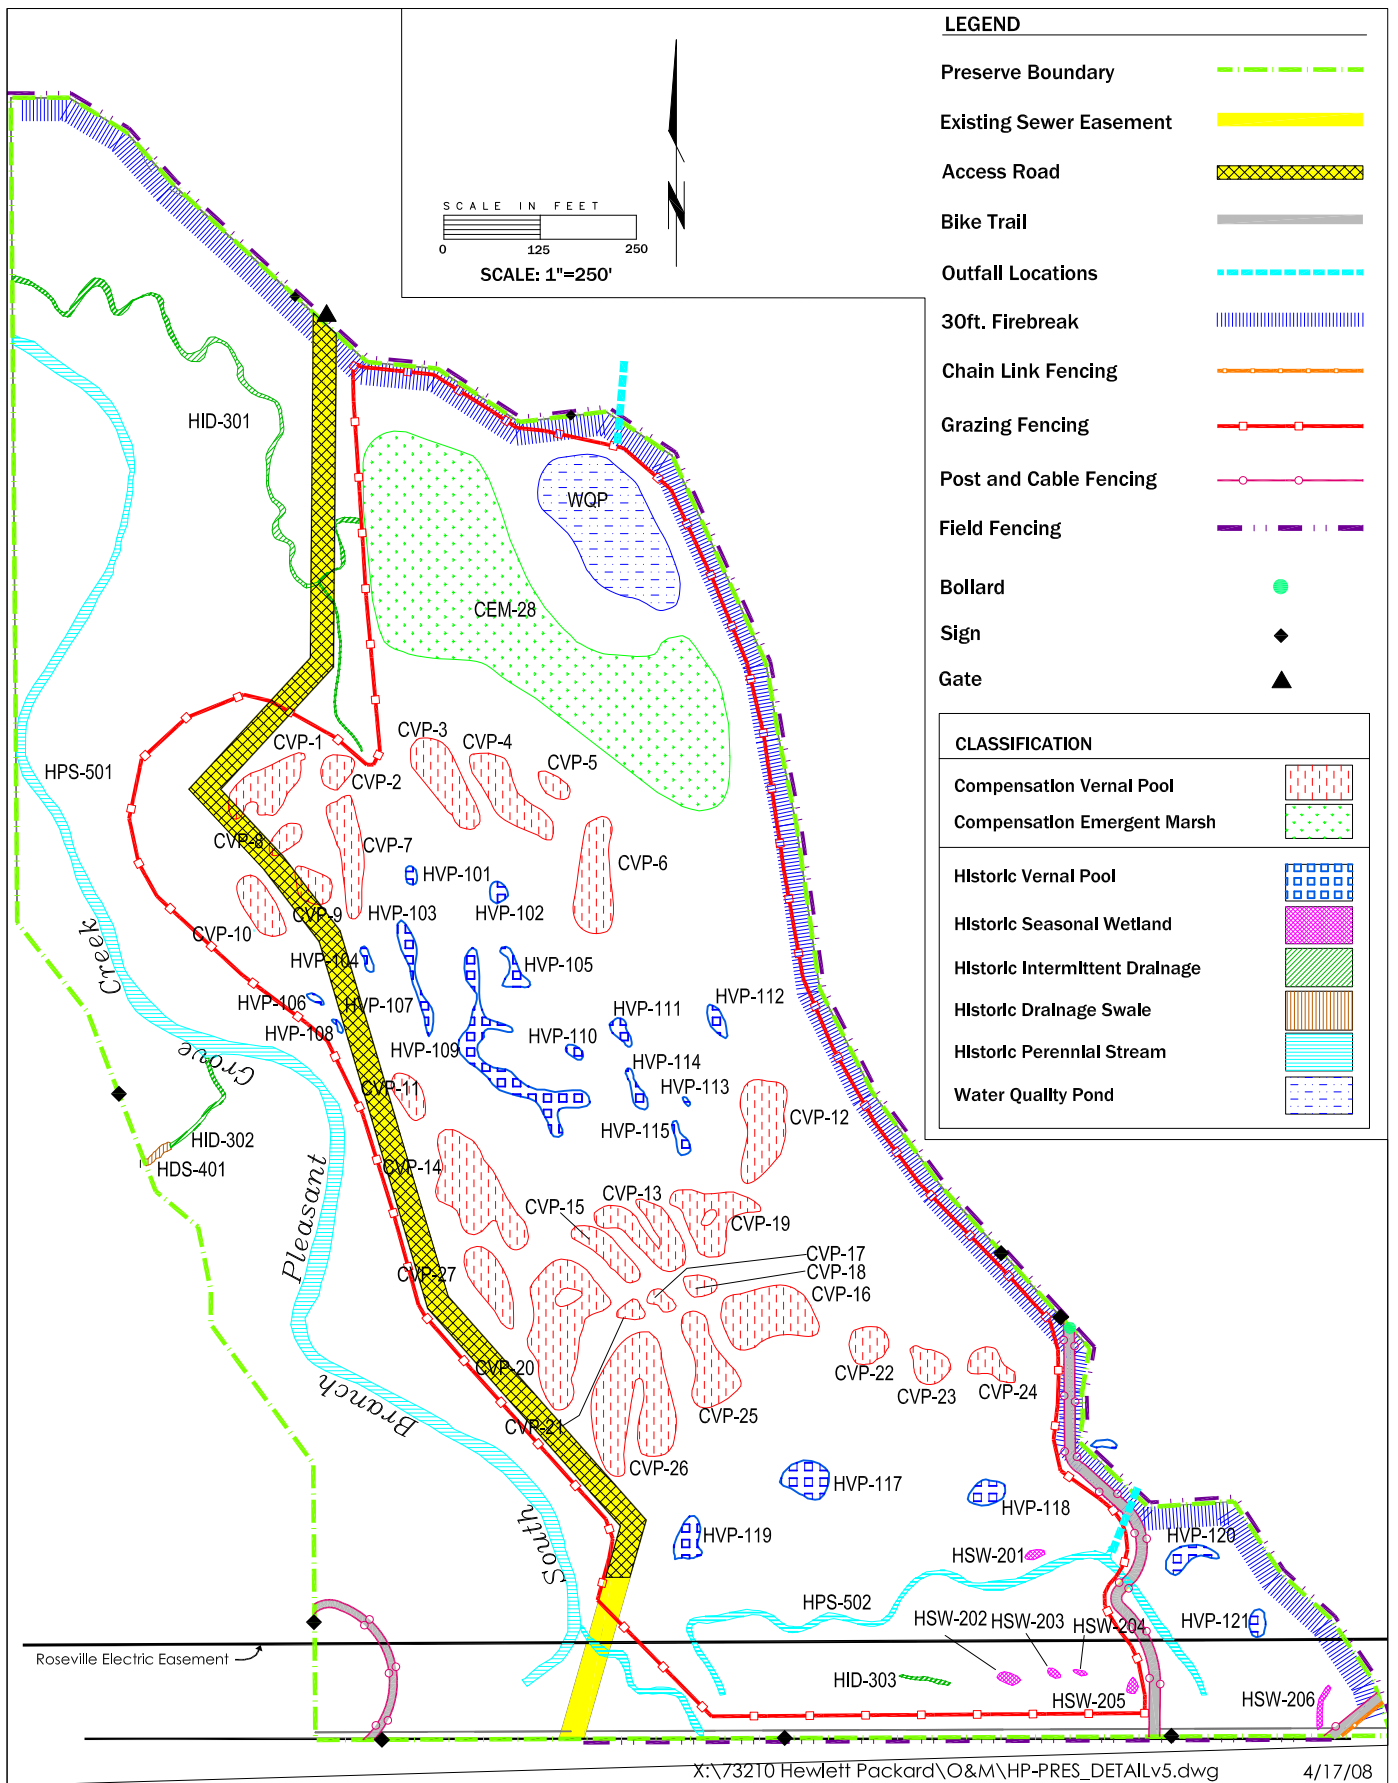 LEGEND
Preserve Boundary
Existing Sewer Easement
Access Road
Bike Trail
Outfall Locations
30ft. Firebreak
Chain Link Fencing
Grazing Fencing
Post and Cable Fencing
Field Fencing
Bollard
Sign
Gate
CLASSIFICATION
Compensation Vernal Pool
Compensation Emergent Marsh
Historic Vernal Pool
Historic Seasonal Wetland
Historic Intermittent Drainage
Historic Drainage Swale
Historic Perennial Stream
Water Quality Pond
SCALE IN FEET
0 125 250
SCALE: 1"=250'
N
HID-301
WQP
CEM-28
HPS-501
CVP-1
CVP-2
CVP-3
CVP-4
CVP-5
CVP-8
CVP-7
CVP-6
HVP-101
HVP-102
HVP-103
CVP-9
CVP-10
HVP-104
HVP-105
HVP-106
HVP-107
HVP-108
HVP-109
HVP-110
HVP-111
HVP-112
HVP-114
HVP-113
HVP-115
CVP-11
CVP-12
HID-302
HDS-401
CVP-14
CVP-13
CVP-15
CVP-19
CVP-17
CVP-18
CVP-16
CVP-27
CVP-20
CVP-21
CVP-22
CVP-23
CVP-24
CVP-25
CVP-26
HVP-117
HVP-118
HVP-119
HVP-120
HVP-121
HSW-201
HPS-502
HSW-202
HSW-203
HSW-204
HID-303
HSW-205
HSW-206
Creek
Grove
Pleasant
Branch
South
Roseville Electric Easement
X:\73210 Hewlett Packard\O&M\HP-PRES_DETAILv5.dwg
4/17/08